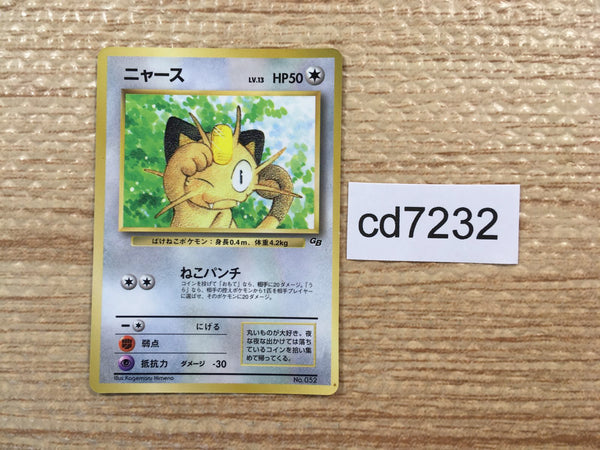 ニャース LV.13 HP50
ばけねこポケモン：身長0.4m、体重4.2kg
GB
ねこパンチ
コインを投げて「おもて」なら、相手に20ダメージ。「う
ら」なら、相手の控えポケモンから1匹を相手プレイヤー
に選ばせ、そのポケモンに20ダメージ。
にげる
弱点
抵抗力 ダメージ -30
丸いものが大好き。夜
な夜な出かけては落ち
ているコインを拾い集
めて帰ってくる。
Illus.Kagemaru Himeno
No.052
cd7232